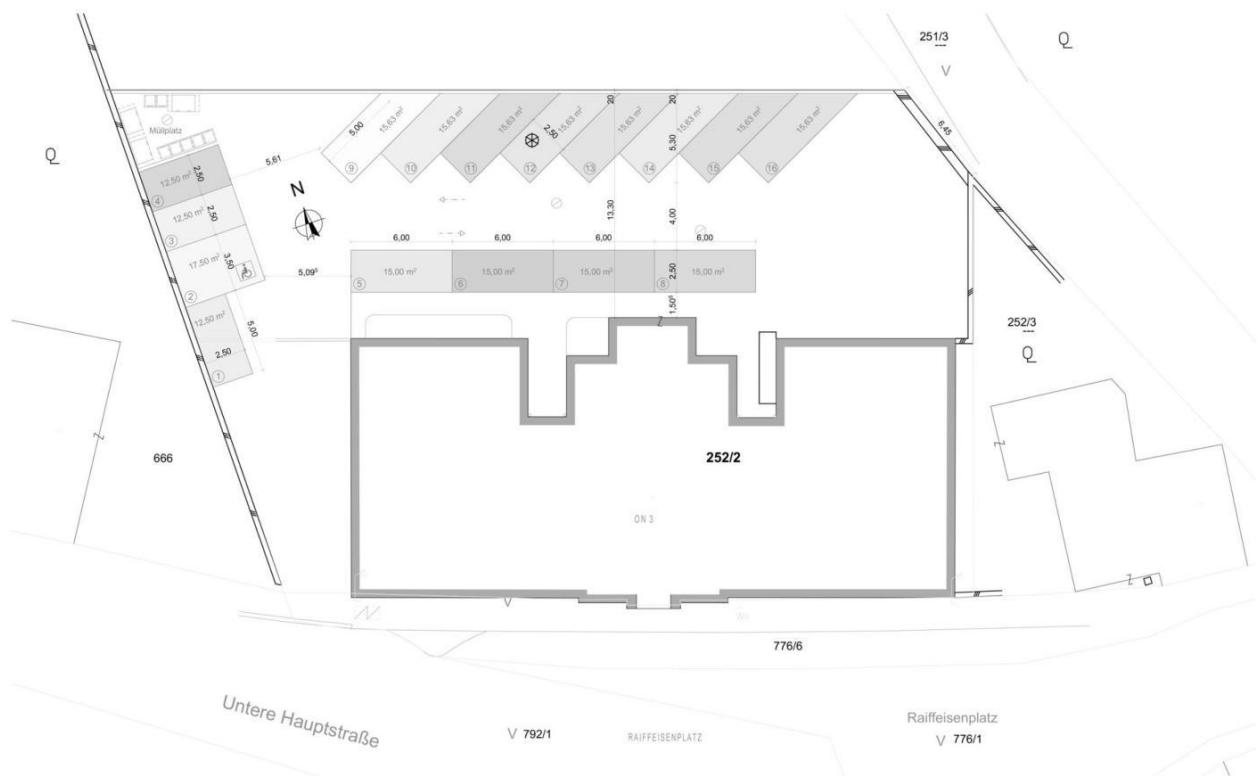 251/3
V
Q
Q
Müllplatz
20
20
6,45
5,00
15,63 m²
15,63 m²
15,63 m²
15,63 m²
15,63 m²
15,63 m²
15,63 m²
15,63 m²
2,50
5,30
5,61
9
10
11
12
13
14
15
16
12,50 m²
2,50
4
N
12,50 m²
2,50
3
13,30
4,00
17,50 m²
3,50
2
5,09⁵
6,00
6,00
6,00
6,00
15,00 m²
15,00 m²
15,00 m²
15,00 m²
2,50
5
6
7
8
1,50⁵
12,50 m²
5,00
2,50
1
252/3
Q
Z
Z
Z
666
252/2
ON 3
Z
V
Wo
776/6
Untere Hauptstraße
V 792/1
RAIFFEISENPLATZ
Raiffeisenplatz
V 776/1